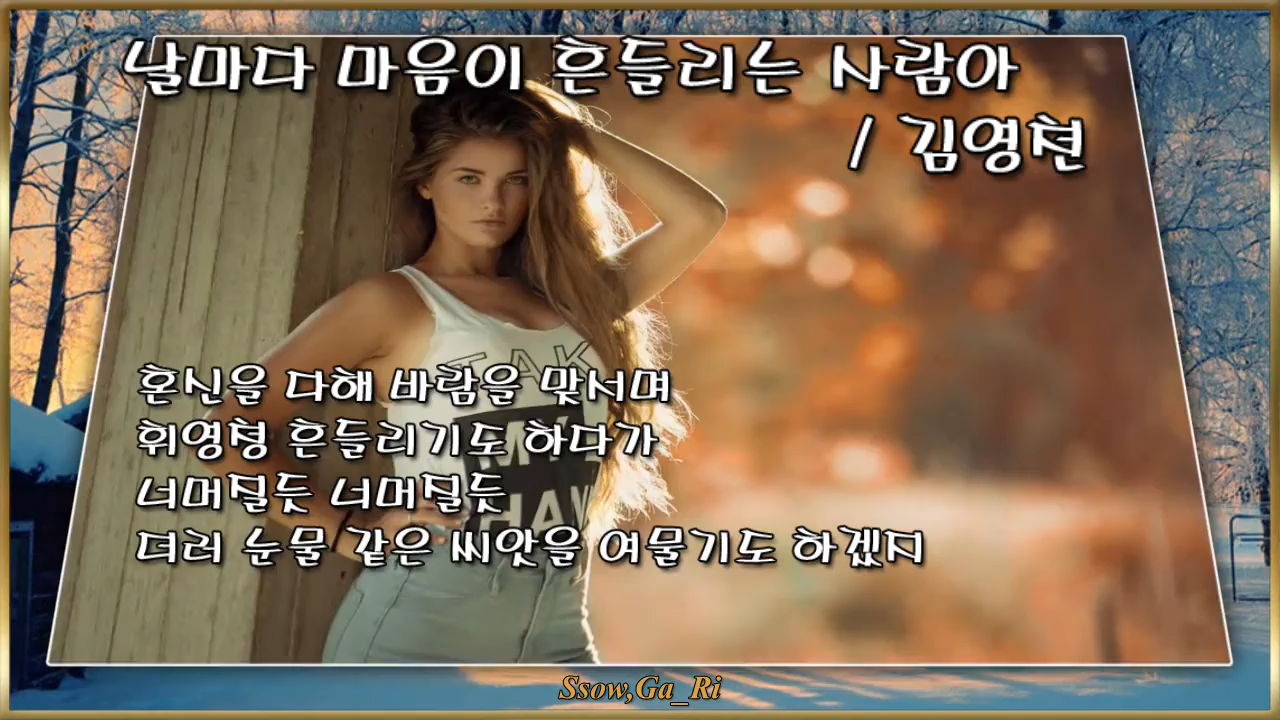 날마다 마음이 흔들리는 사람아
/ 김영천
혼신을 다해 바람을 맞서며
휘영청 흔들리기도 하다가
너머질듯 너머질듯
더러 눈물 같은 씨앗을 여물기도 하겠지
TAK
MY
Ssow,Ga_Ri